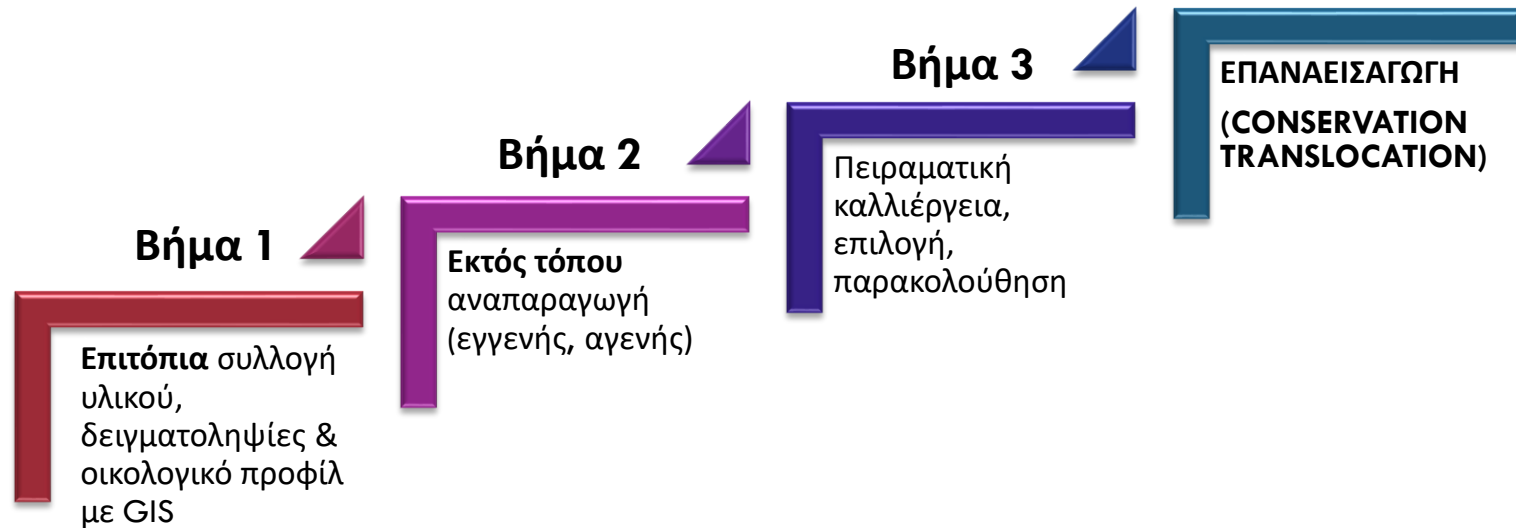 Βήμα 1
Επιτόπια συλλογή
υλικού,
δειγματοληψίες &
οικολογικό προφίλ
με GIS
Βήμα 2
Εκτός τόπου
αναπαραγωγή
(εγγενής, αγενής)
Βήμα 3
Πειραματική
καλλιέργεια,
επιλογή,
παρακολούθηση
ΕΠΑΝΑΕΙΣΑΓΩΓΗ
(CONSERVATION
TRANSLOCATION)